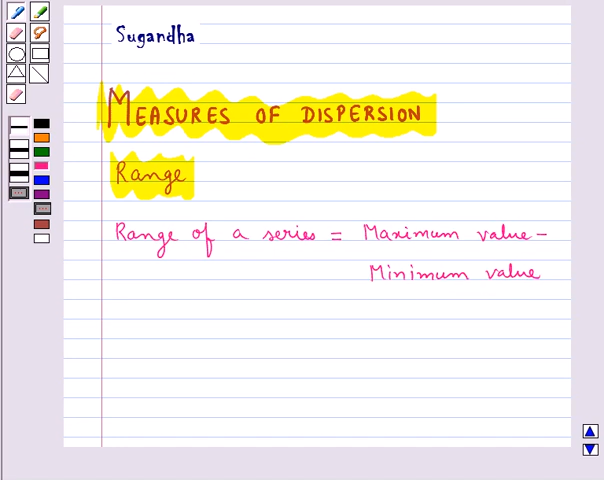 Sugandha
MEASURES OF DISPERSION
Range
Range of a series = Maximum value -
Minimum value